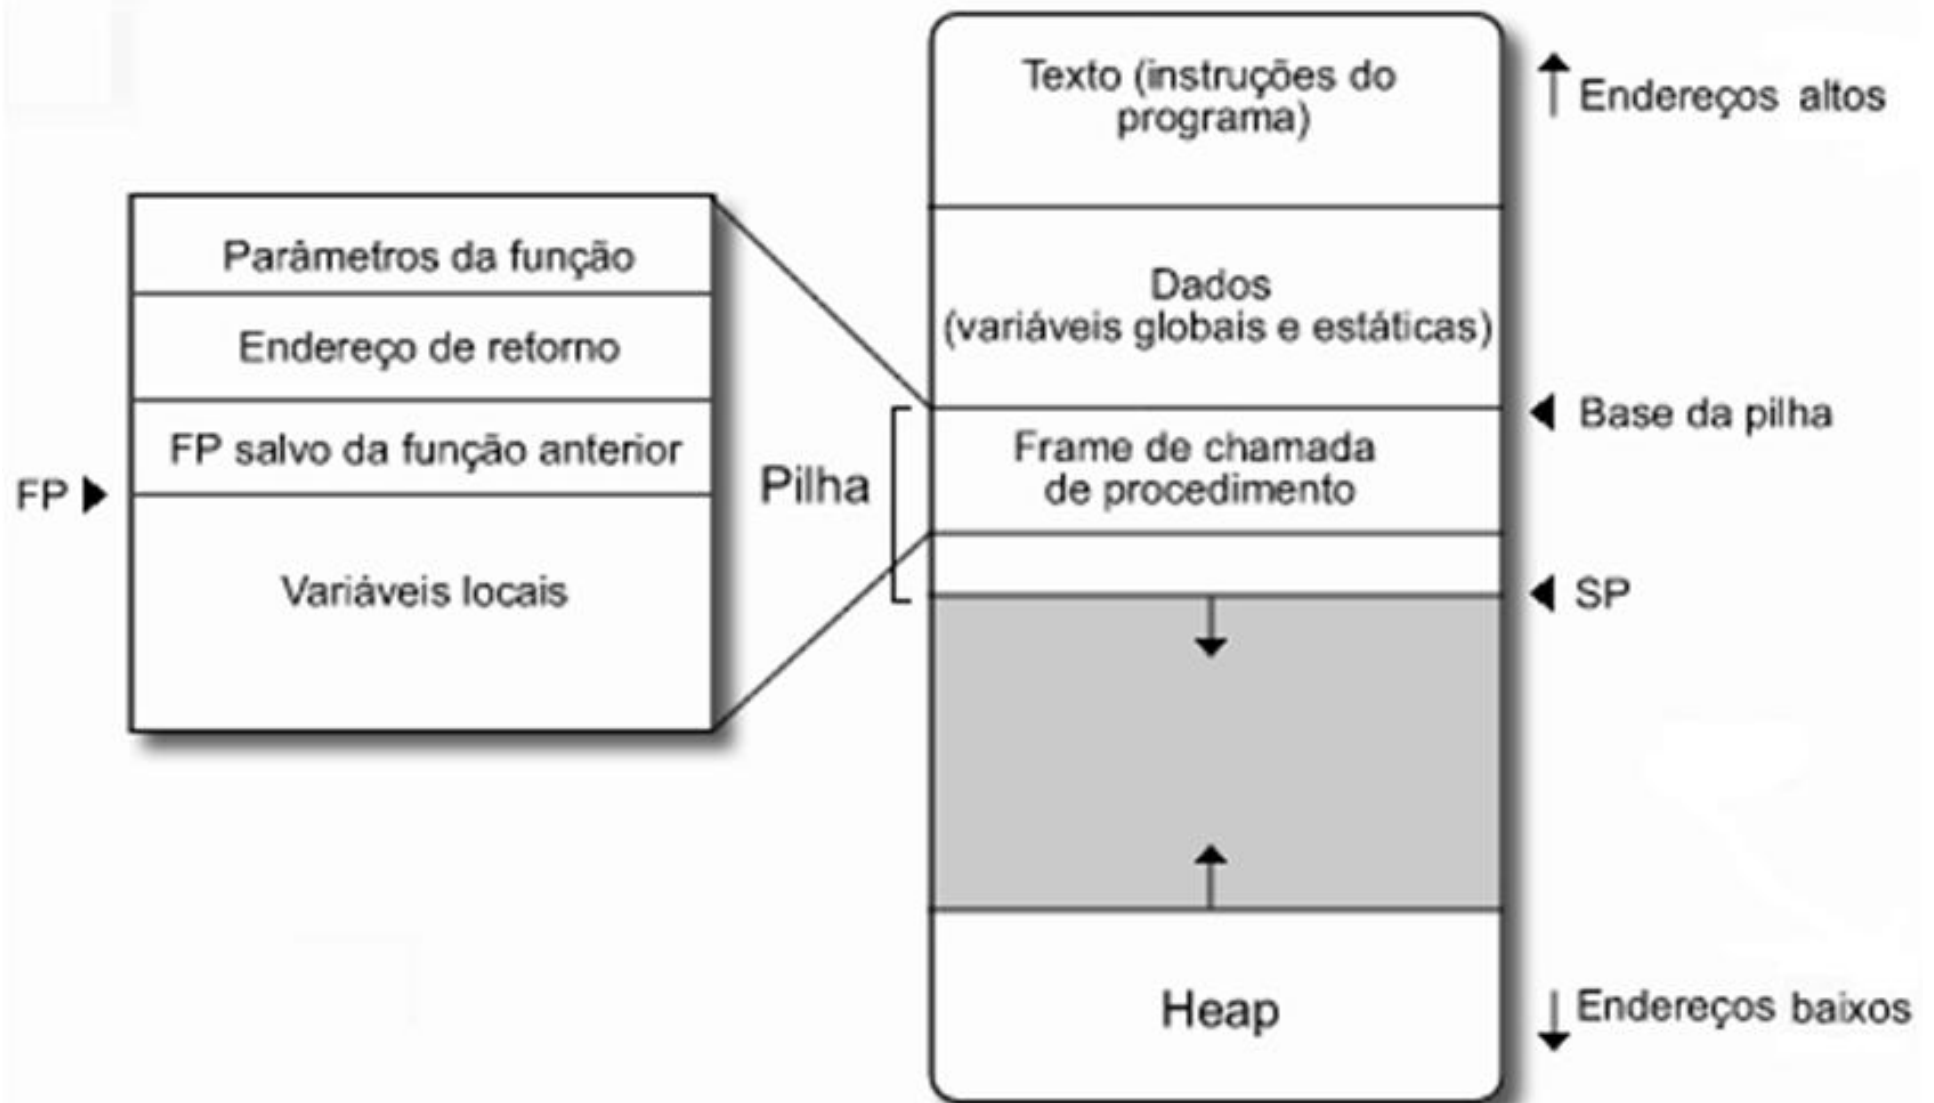 Texto (instruções do
programa)
Endereços altos
Parâmetros da função
Endereço de retorno
FP salvo da função anterior
FP
Variáveis locais
Dados
(variáveis globais e estáticas)
Base da pilha
Pilha
Frame de chamada
de procedimento
SP
Heap
Endereços baixos